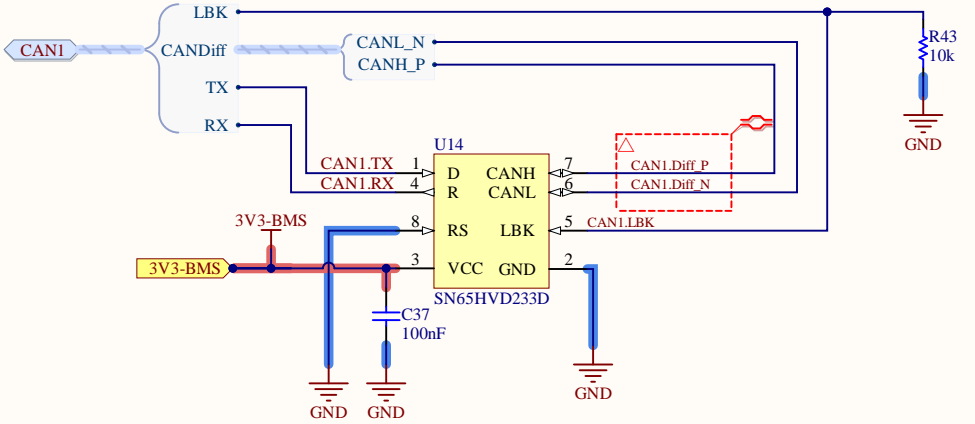 LBK
CAN1
CANDiff
CANL_N
CANH_P
TX
RX
R43
10k
GND
U14
CAN1.TX
1
D
CANH
7
CAN1.Diff_P
CAN1.RX
4
R
CANL
6
CAN1.Diff_N
8
RS
LBK
5
CAN1.LBK
3V3-BMS
3V3-BMS
3
VCC
GND
2
SN65HVD233D
C37
100nF
GND
GND
GND